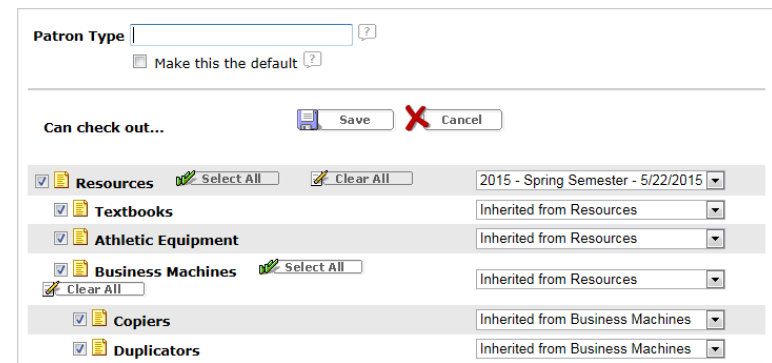 Patron Type ?
Make this the default ?
Can check out... Save Cancel
Resources Select All Clear All 2015 - Spring Semester - 5/22/2015
Textbooks Inherited from Resources
Athletic Equipment Inherited from Resources
Business Machines Select All Inherited from Resources
Clear All
Copiers Inherited from Business Machines
Duplicators Inherited from Business Machines